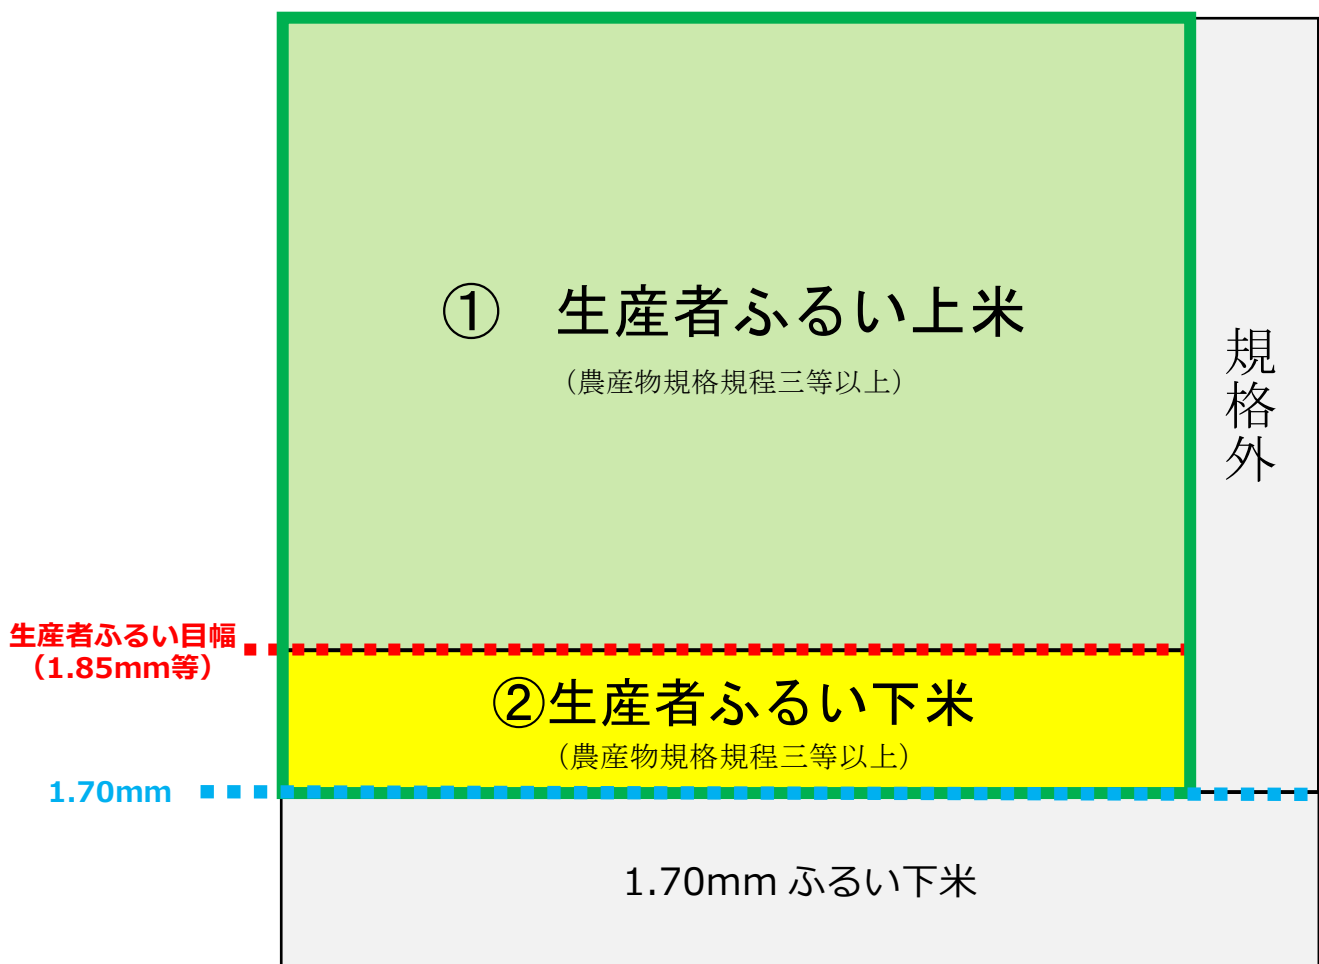 ① 生産者ふるい上米
（農産物規格規程三等以上）
規格外
生産者ふるい目幅
（1.85mm等）
②生産者ふるい下米
（農産物規格規程三等以上）
1.70mm
1.70mm ふるい下米